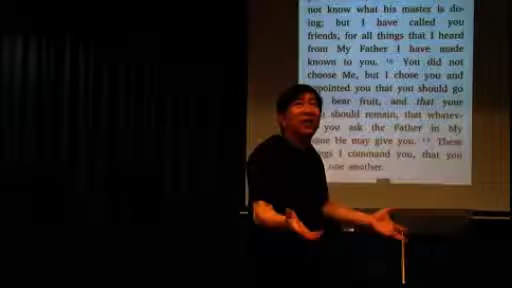 not know what his master is do-
ing; but I have called you
friends, for all things that I heard
from My Father I have made
known to you. 16 You did not
choose Me, but I chose you and
appointed you that you should go
bear fruit, and that your
should remain, that whatev-
you ask the Father in My
He may give you. 17 These
I command you, that you
one another.